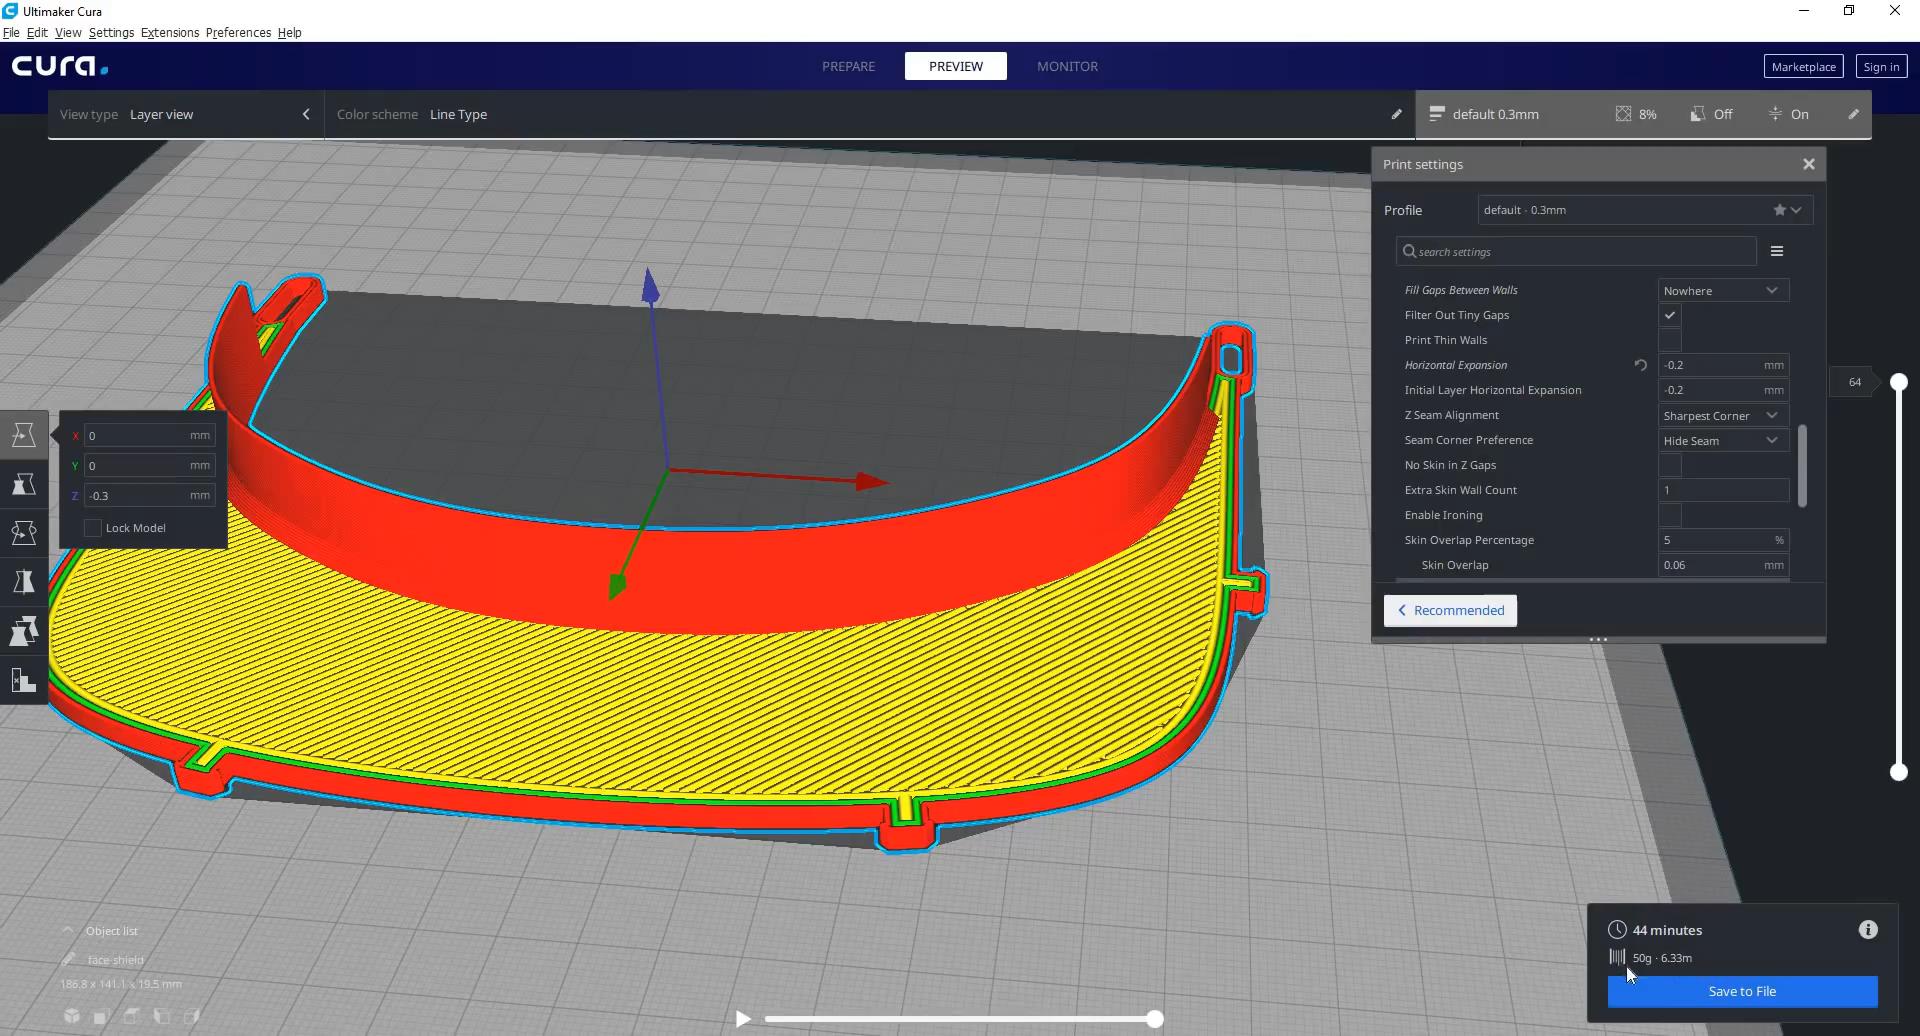 Ultimaker Cura
File Edit View Settings Extensions Preferences Help
cura.
PREPARE PREVIEW MONITOR
Marketplace Sign in
View type Layer view
Color scheme Line Type
default 0.3mm 8% Off On
Print settings
Profile default - 0.3mm
search settings
Fill Gaps Between Walls Nowhere
Filter Out Tiny Gaps
Print Thin Walls
Horizontal Expansion -0.2 mm
Initial Layer Horizontal Expansion -0.2 mm
Z Seam Alignment Sharpest Corner
Seam Corner Preference Hide Seam
No Skin in Z Gaps
Extra Skin Wall Count 1
Enable Ironing
Skin Overlap Percentage 5 %
Skin Overlap 0.06 mm
Recommended
64
X 0 mm
Y 0 mm
Z -0.3 mm
Lock Model
Object list
face-shield
186.8 x 141.1 x 19.5 mm
44 minutes
50g · 6.33m
Save to File